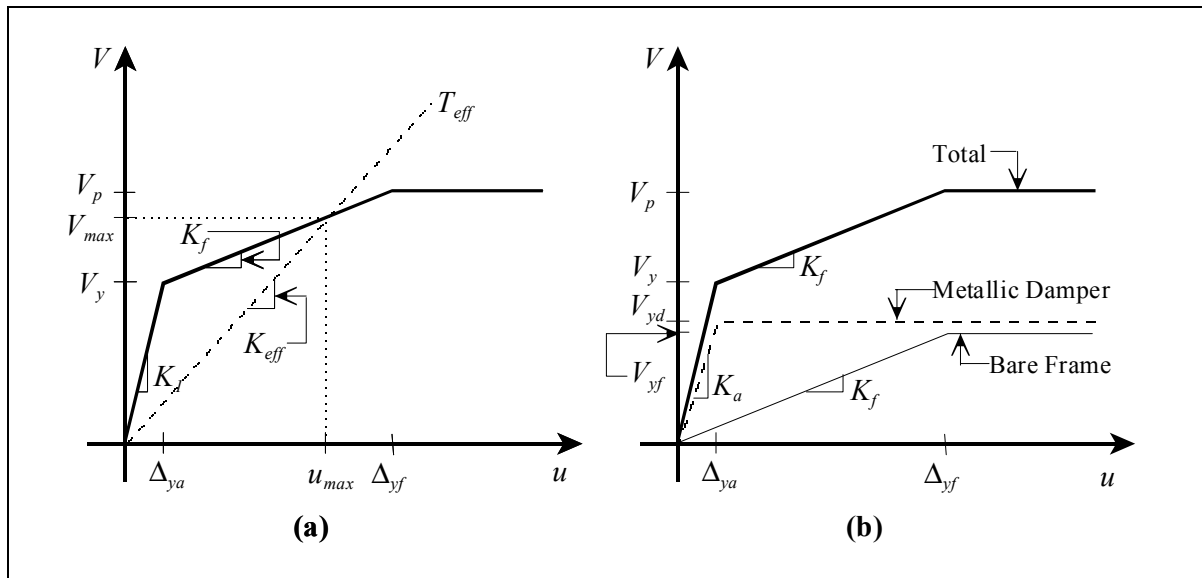 V
T_eff
V_p
V_max
K_f
V_y
K_eff
K_1
Δ_ya
u_max
Δ_yf
u
(a)
V
Total
V_p
K_f
V_y
Metallic Damper
V_yd
Bare Frame
V_yf
K_a
K_f
Δ_ya
Δ_yf
u
(b)